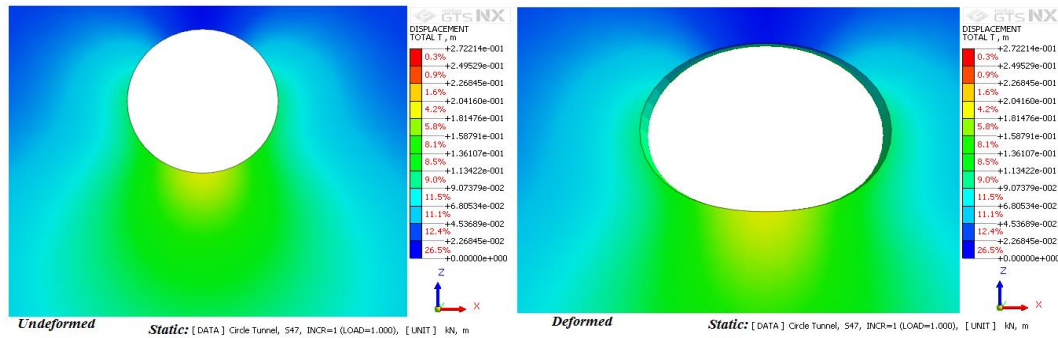 GTS NX
DISPLACEMENT
TOTAL T , m
+2.72214e-001
0.3%
+2.49529e-001
0.9%
+2.26845e-001
1.6%
+2.04160e-001
4.2%
+1.81476e-001
5.8%
+1.58791e-001
8.1%
+1.36107e-001
8.5%
+1.13422e-001
9.0%
+9.07379e-002
11.5%
+6.80534e-002
11.1%
+4.53689e-002
12.4%
+2.26845e-002
26.5%
+0.00000e+000
Z
Y
X
Undeformed
Static: [ DATA ] Circle Tunnel, S47, INCR=1 (LOAD=1.000), [ UNIT ] kN, m
GTS NX
DISPLACEMENT
TOTAL T , m
+2.72214e-001
0.3%
+2.49529e-001
0.9%
+2.26845e-001
1.6%
+2.04160e-001
4.2%
+1.81476e-001
5.8%
+1.58791e-001
8.1%
+1.36107e-001
8.5%
+1.13422e-001
9.0%
+9.07379e-002
11.5%
+6.80534e-002
11.1%
+4.53689e-002
12.4%
+2.26845e-002
26.5%
+0.00000e+000
Z
Y
X
Deformed
Static: [ DATA ] Circle Tunnel, S47, INCR=1 (LOAD=1.000), [ UNIT ] kN, m